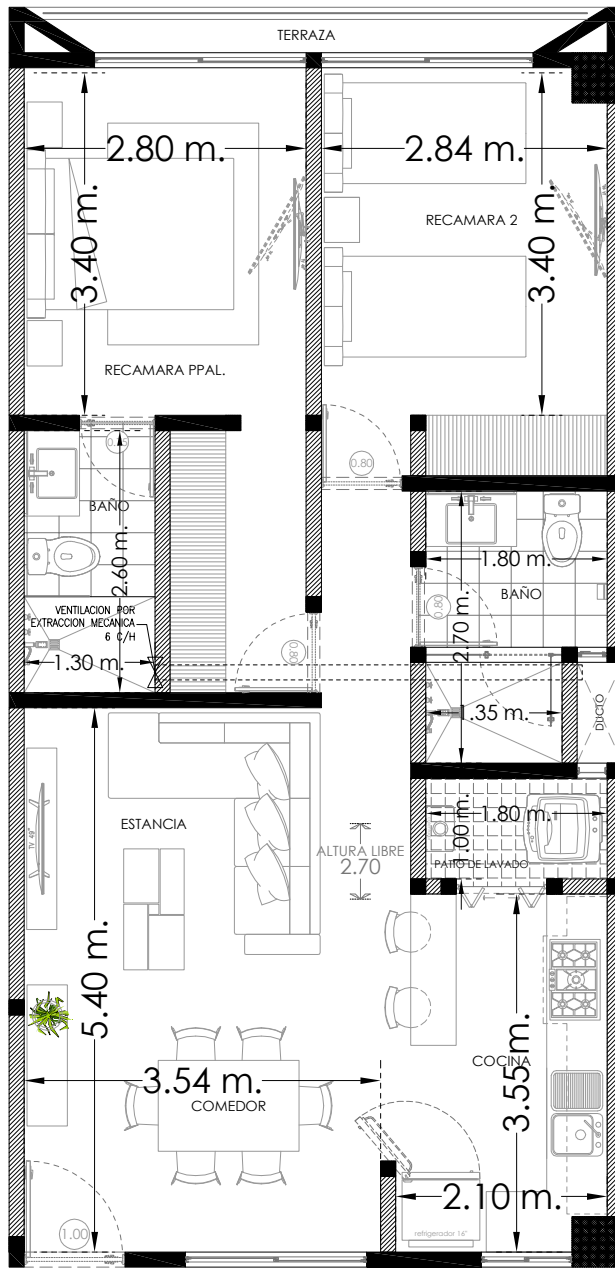 TERRAZA
2.80 m.
2.84 m.
3.40 m.
RECAMARA 2
3.40 m.
RECAMARA PPAL.
0.80
BAÑO
2.60 m.
VENTILACION POR
EXTRACCION MECANICA
6 C/H
1.30 m.
0.80
1.80 m.
BAÑO
0.80
2.70 m.
.35 m.
DUCTO
TV 49"
ESTANCIA
ALTURA LIBRE
2.70
1.80 m.
1.00 m.
PATIO DE LAVADO
5.40 m.
COCINA
3.55 m.
3.54 m.
COMEDOR
2.10 m.
1.00
refrigerador 16"